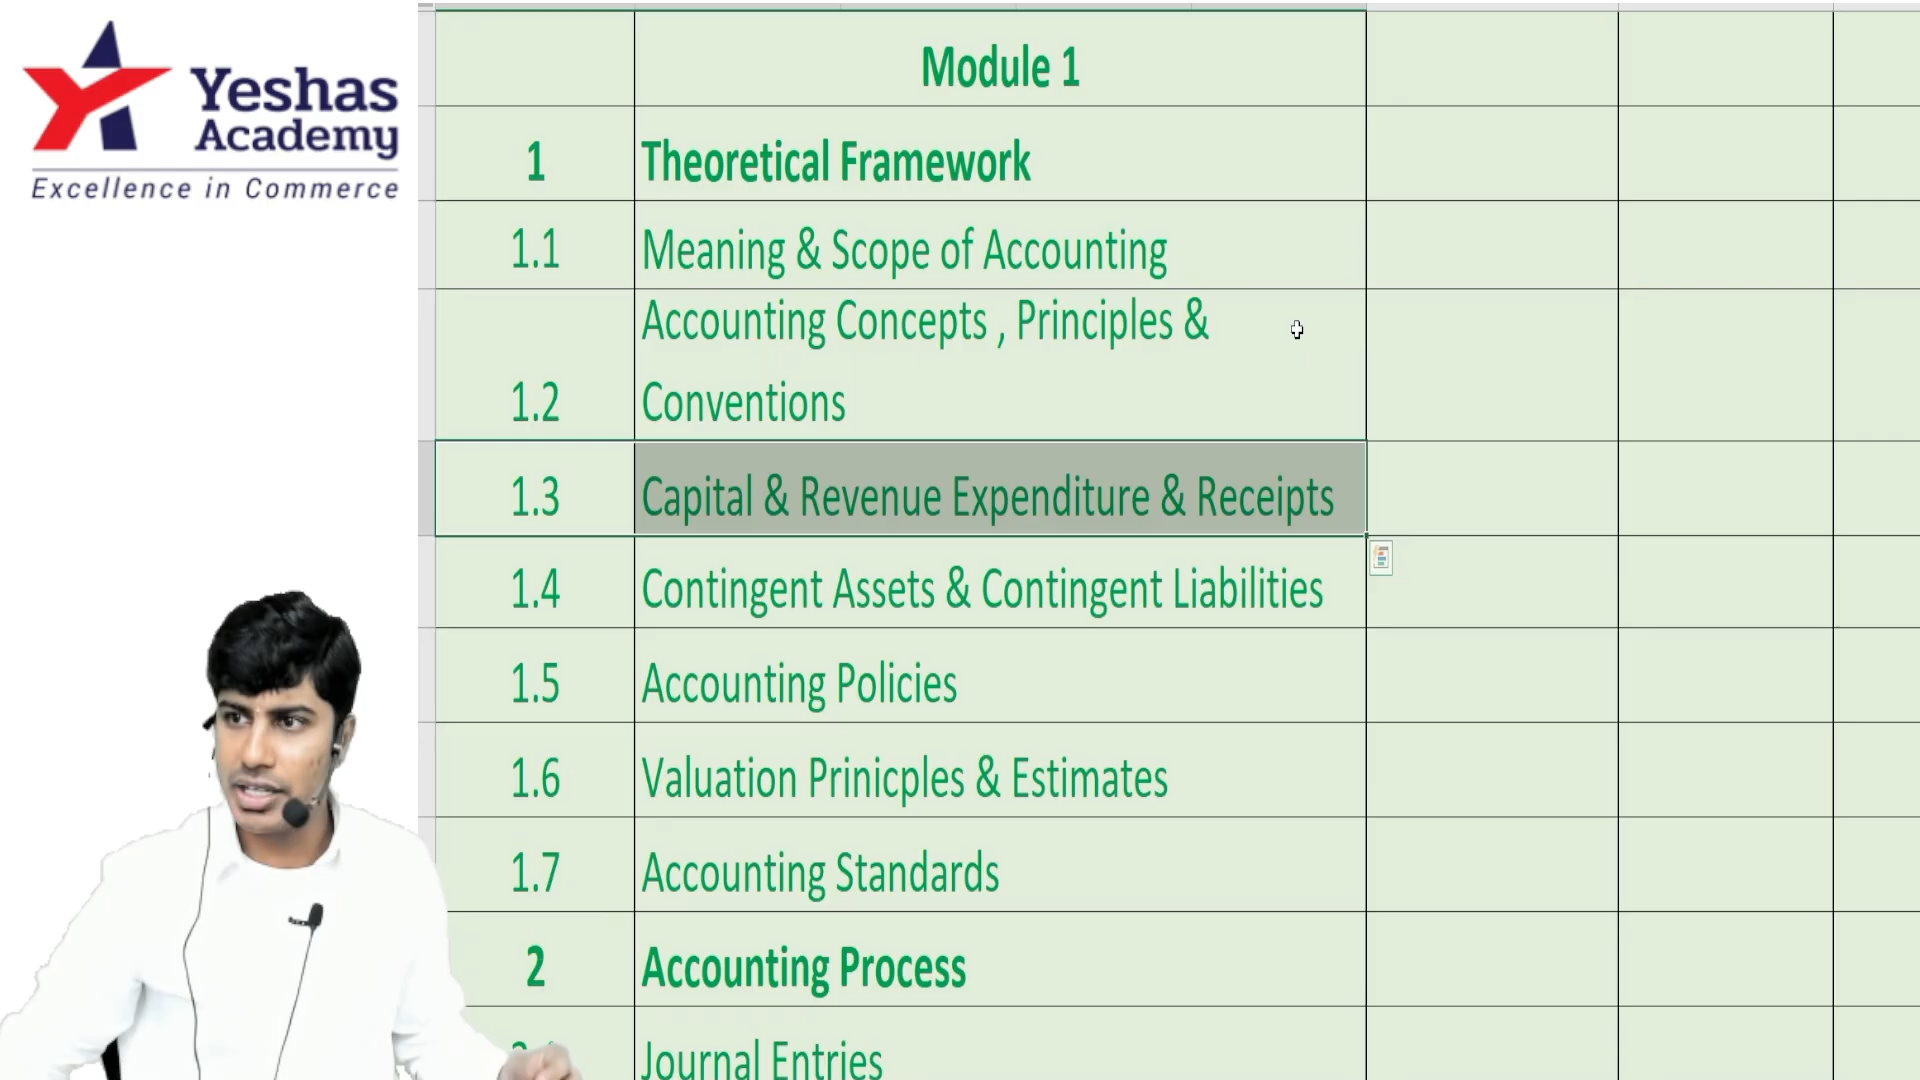 Yeshas
Academy
Excellence in Commerce
Module 1
1 Theoretical Framework
1.1 Meaning & Scope of Accounting
Accounting Concepts , Principles &
1.2 Conventions
1.3 Capital & Revenue Expenditure & Receipts
1.4 Contingent Assets & Contingent Liabilities
1.5 Accounting Policies
1.6 Valuation Prinicples & Estimates
1.7 Accounting Standards
2 Accounting Process
Journal Entries